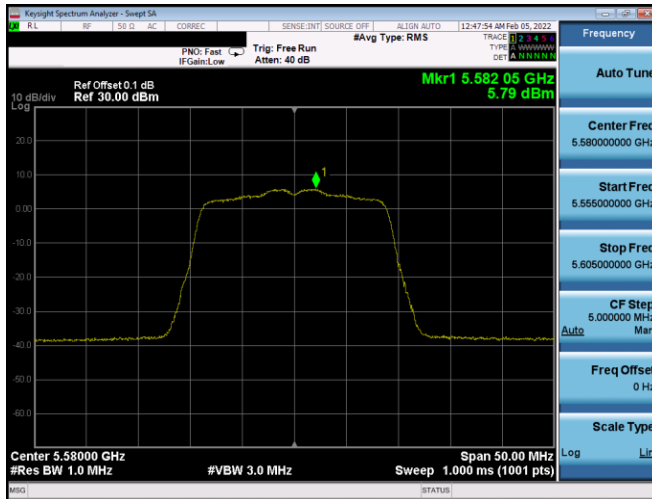 Keysight Spectrum Analyzer - Swept SA
RL RF 50 Ω AC CORREC SENSE:INT SOURCE OFF ALIGN AUTO 12:47:54 AM Feb 05, 2022
#Avg Type: RMS
TRACE 1 2 3 4 5 6
TYPE A WWWWW
DET A N N N N N
PNO: Fast
IFGain:Low
Trig: Free Run
Atten: 40 dB
Mkr1 5.582 05 GHz
5.79 dBm
Ref Offset 0.1 dB
Ref 30.00 dBm
10 dB/div
Log
20.0
10.0
0.00
-10.0
-20.0
-30.0
-40.0
-50.0
-60.0
1
Center 5.58000 GHz
Span 50.00 MHz
#Res BW 1.0 MHz
#VBW 3.0 MHz
Sweep 1.000 ms (1001 pts)
MSG
STATUS
Frequency
Auto Tune
Center Freq
5.580000000 GHz
Start Freq
5.555000000 GHz
Stop Freq
5.605000000 GHz
CF Step
5.000000 MHz
Auto Man
Freq Offset
0 Hz
Scale Type
Log Lin